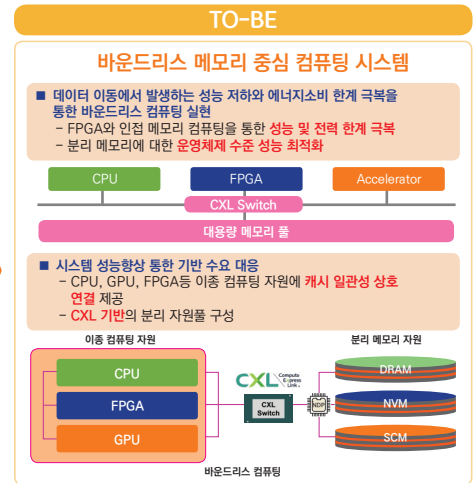 TO-BE
바운드리스 메모리 중심 컴퓨팅 시스템
■ 데이터 이동에서 발생하는 성능 저하와 에너지소비 한계 극복을
통한 바운드리스 컴퓨팅 실현
- FPGA와 인접 메모리 컴퓨팅을 통한 성능 및 전력 한계 극복
- 분리 메모리에 대한 운영체제 수준 성능 최적화
CPU FPGA Accelerator
CXL Switch
대용량 메모리 풀
■ 시스템 성능향상 통한 기반 수요 대응
- CPU, GPU, FPGA등 이종 컴퓨팅 자원에 캐시 일관성 상호
연결 제공
- CXL 기반의 분리 자원풀 구성
이종 컴퓨팅 자원 분리 메모리 자원
CPU
FPGA
GPU
CXL Compute
Express
Link
CXL
Switch
NDP
DRAM
NVM
SCM
바운드리스 컴퓨팅